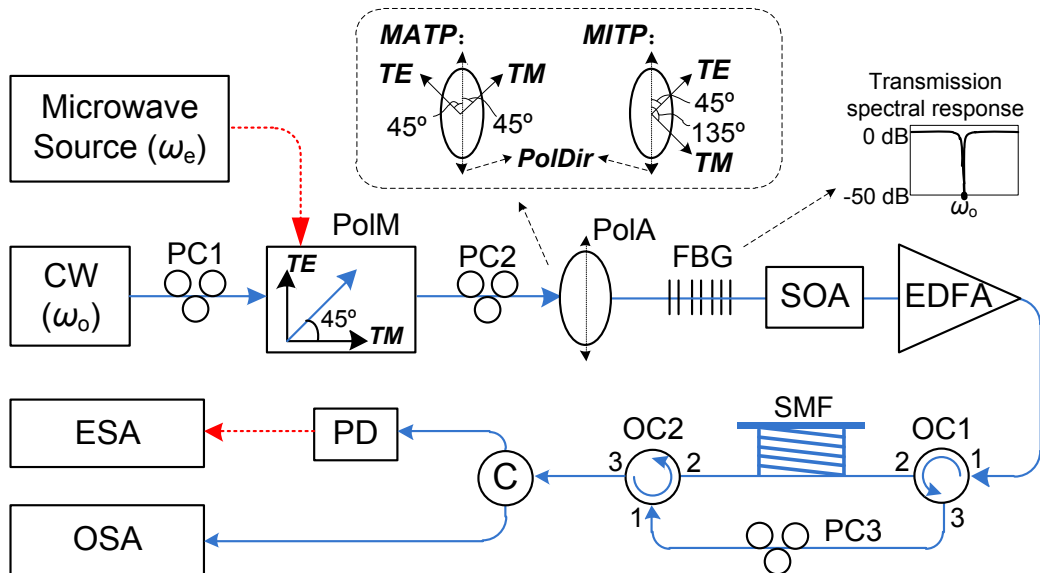 MATP:
MITP:
TE
TM
TE
45º
45º
45º
135º
PolDir
TM
Transmission
spectral response
0 dB
-50 dB
ωo
Microwave
Source (ωe)
PolM
PC1
PC2
PolA
FBG
CW
(ωo)
TE
45º
TM
SOA
EDFA
SMF
ESA
PD
OC2
OC1
3
2
2
1
C
1
3
OSA
PC3